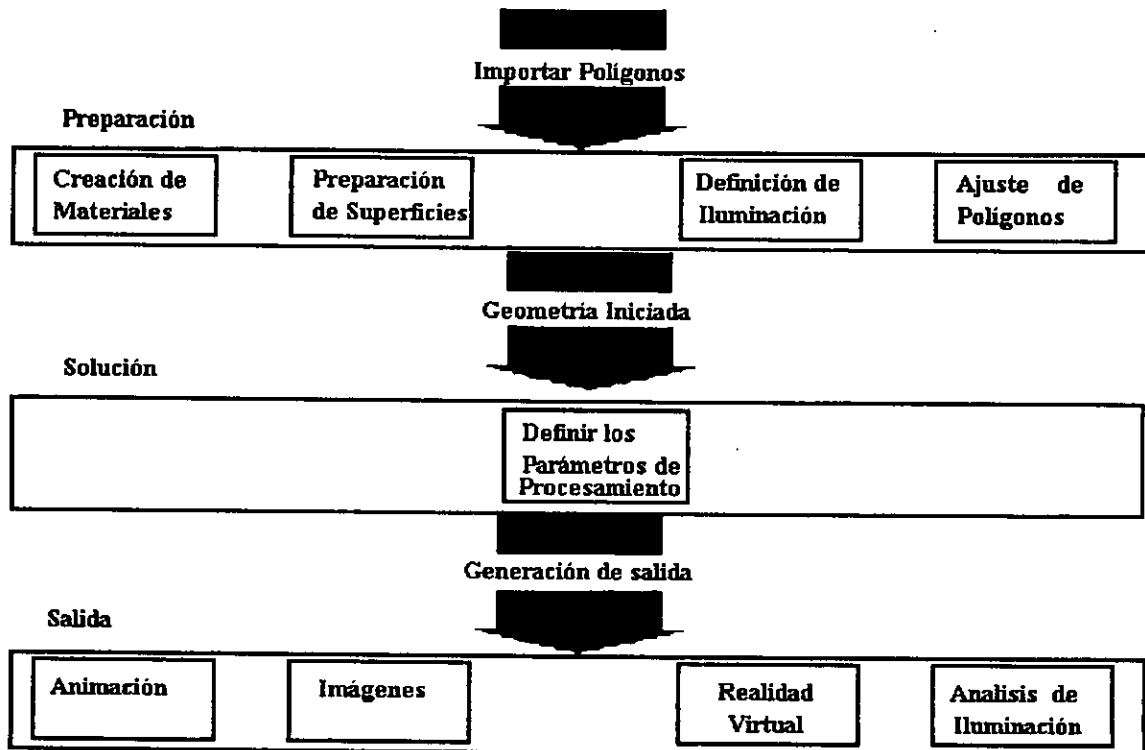 Importar Polígonos
Preparación
Creación de
Materiales
Preparación
de Superficies
Definición de
Iluminación
Ajuste de
Polígonos
Geometría Iniciada
Solución
Definir los
Parámetros de
Procesamiento
Generación de salida
Salida
Animación
Imágenes
Realidad
Virtual
Analisis de
Iluminación